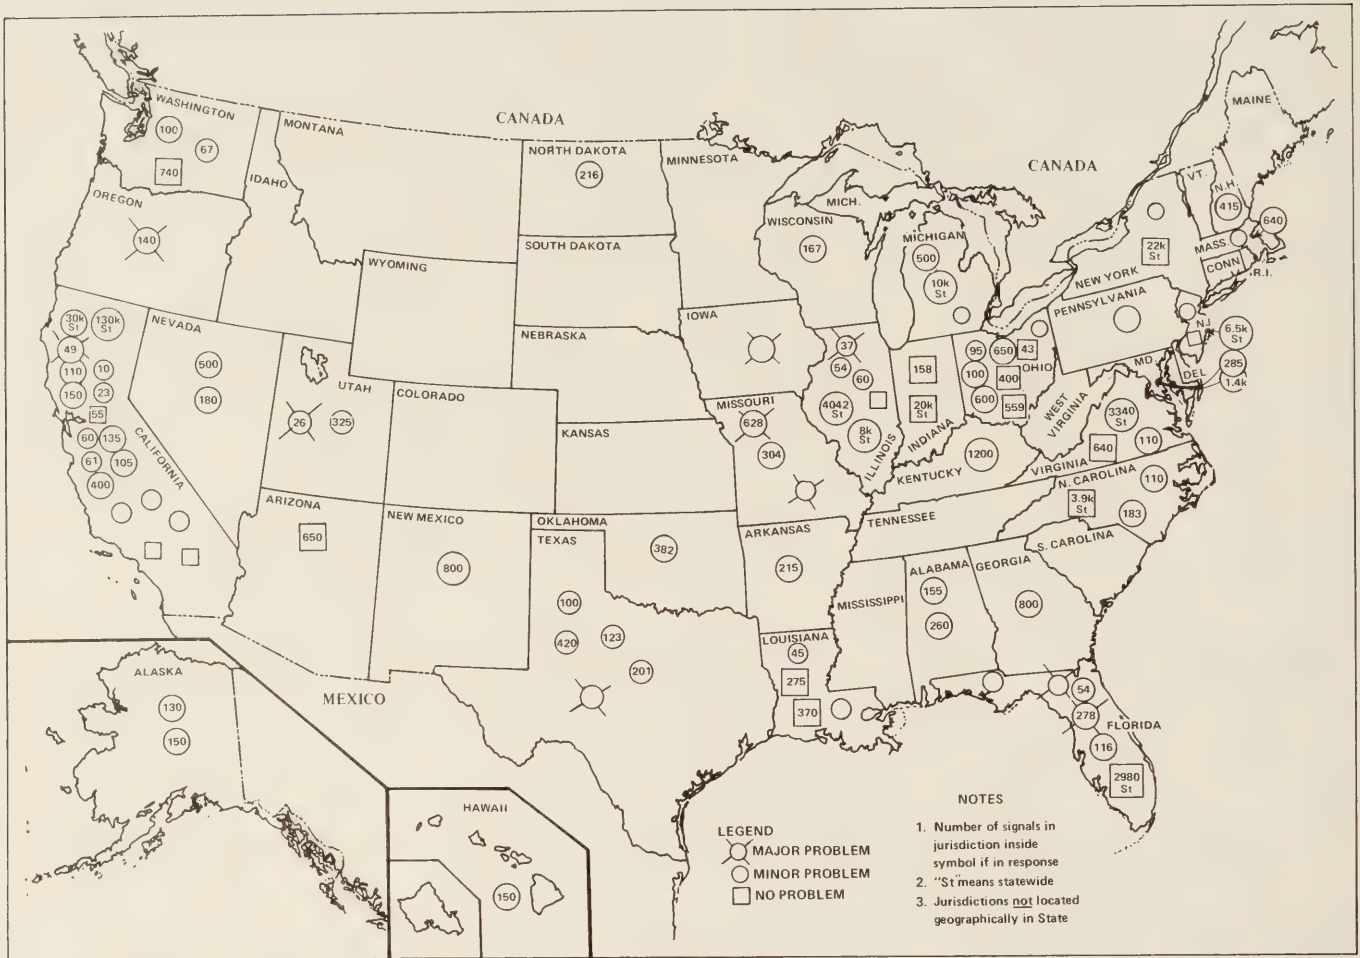 CANADA
CANADA
MEXICO
WASHINGTON
100
67
740
OREGON
140
IDAHO
MONTANA
WYOMING
NORTH DAKOTA
216
SOUTH DAKOTA
NEBRASKA
MINNESOTA
IOWA
WISCONSIN
167
MICH.
MICHIGAN
500
10k
St
MAINE
VT.
N.H.
415
640
MASS.
CONN
R.I.
NEW YORK
22k
St
PENNSYLVANIA
NJ
6.5k
St
285
1.4k
MD.
DEL
30k
St
130k
St
49
110
10
150
23
55
60
135
61
105
400
CALIFORNIA
NEVADA
500
180
UTAH
26
325
COLORADO
KANSAS
MISSOURI
628
304
37
54
60
4042
St
8k
St
ILLINOIS
158
20k
St
INDIANA
95
650
43
100
400
OHIO
600
559
WEST
VIRGINIA
3340
St
640
110
VIRGINIA
KENTUCKY
1200
N. CAROLINA
110
3.9k
St
183
TENNESSEE
S. CAROLINA
ARIZONA
650
NEW MEXICO
800
OKLAHOMA
382
TEXAS
100
420
123
201
ARKANSAS
215
LOUISIANA
45
275
370
MISSISSIPPI
ALABAMA
155
260
GEORGIA
800
54
278
FLORIDA
116
2980
St
ALASKA
130
150
HAWAII
150
LEGEND
MAJOR PROBLEM
MINOR PROBLEM
NO PROBLEM
NOTES
1. Number of signals in
jurisdiction inside
symbol if in response
2. "St" means statewide
3. Jurisdictions not located
geographically in State